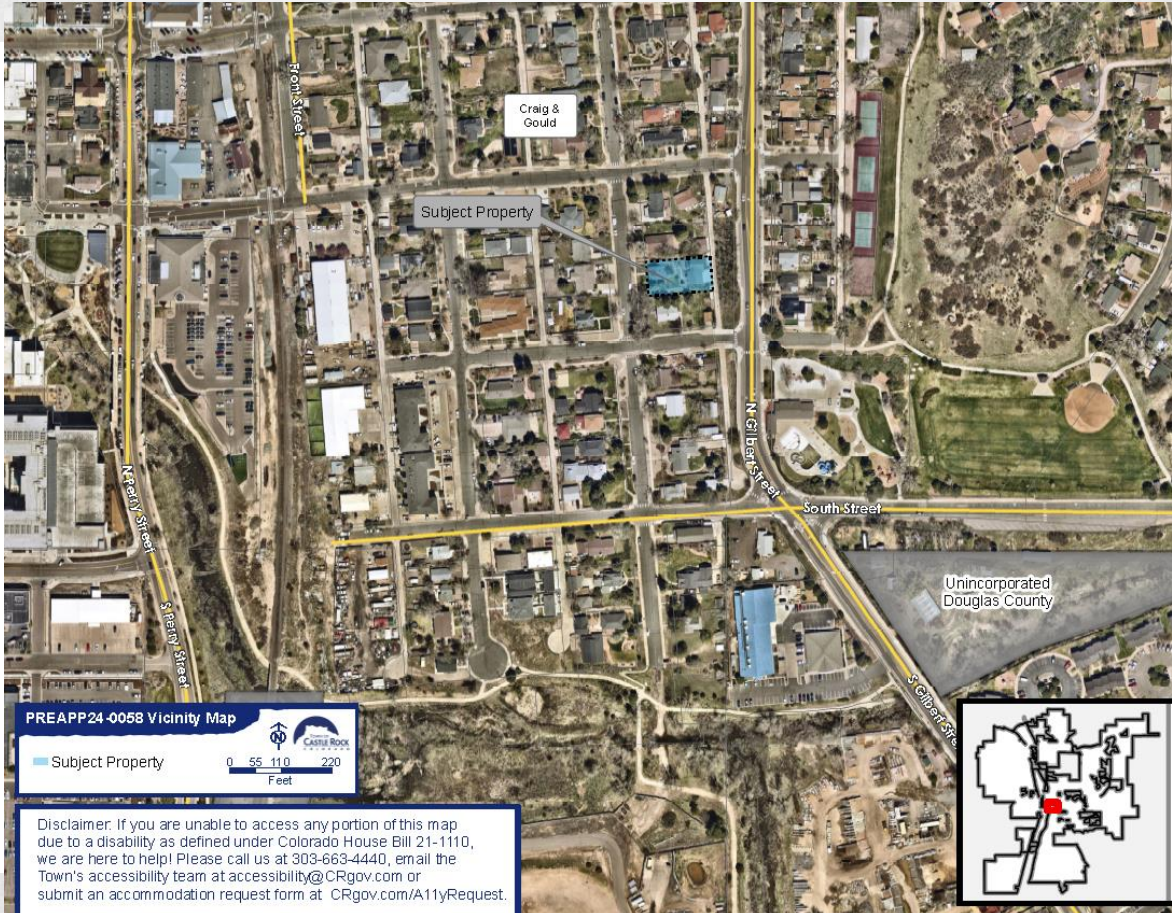 Front Street
Craig &
Gould
Subject Property
N Gilbert Street
South Street
N Perry Street
Unincorporated
Douglas County
S Perry Street
S Gilbert Stre
PREAPP24-0058 Vicinity Map
N
TOWN OF
CASTLE ROCK
COLORADO
Subject Property
0 55 110 220
Feet
Disclaimer: If you are unable to access any portion of this map
due to a disability as defined under Colorado House Bill 21-1110,
we are here to help! Please call us at 303-663-4440, email the
Town's accessibility team at accessibility@CRgov.com or
submit an accommodation request form at CRgov.com/A11yRequest.